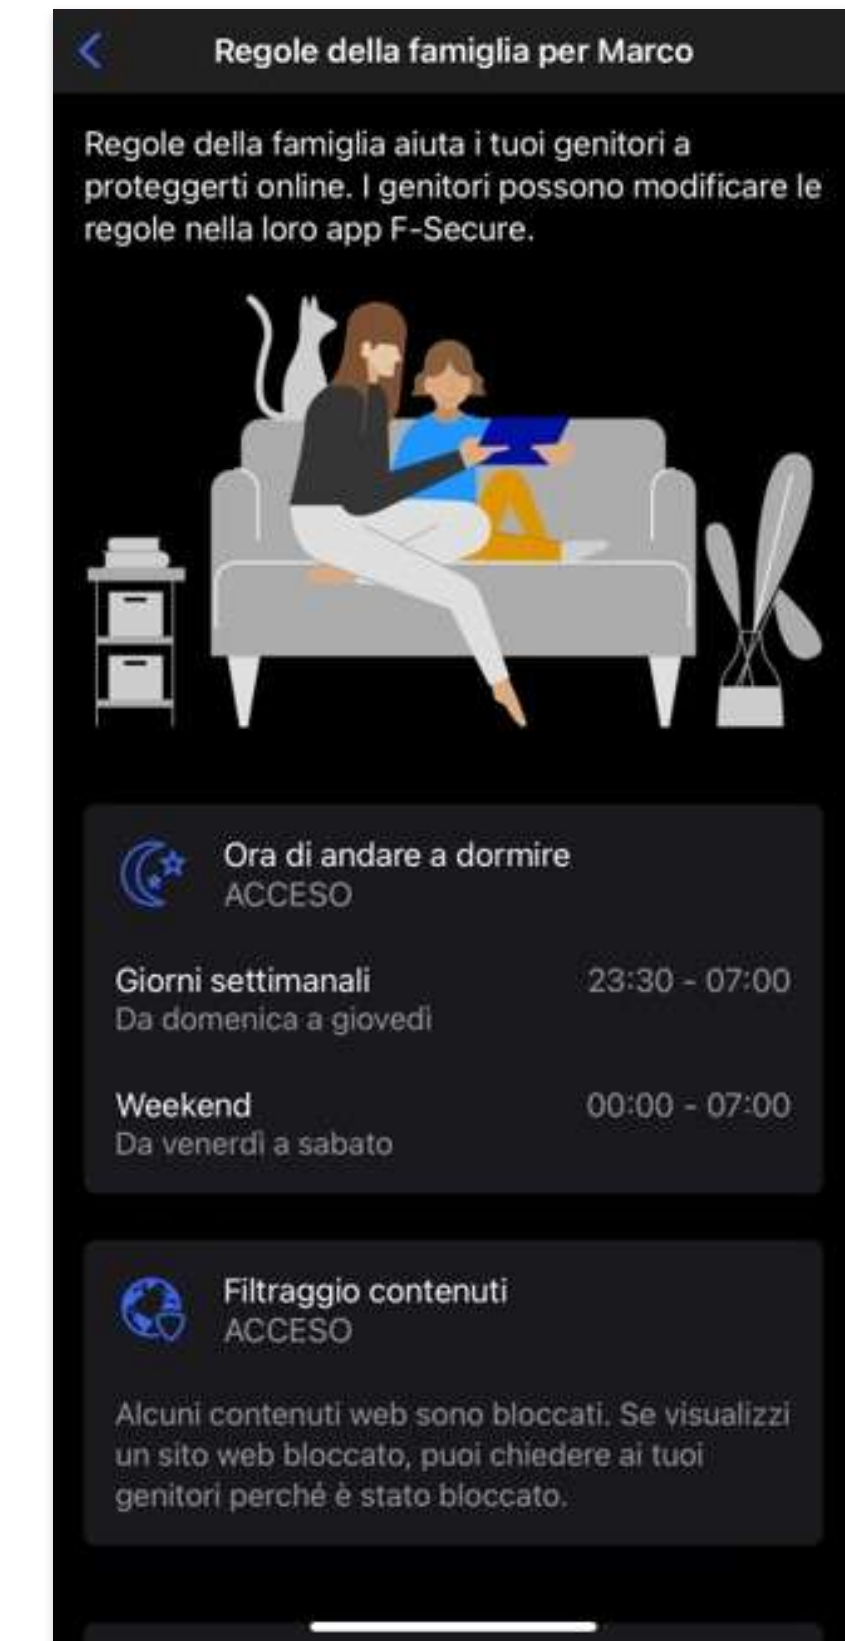 Regole della famiglia per Marco
Regole della famiglia aiuta i tuoi genitori a
proteggerti online. I genitori possono modificare le
regole nella loro app F-Secure.
Ora di andare a dormire
ACCESO
Giorni settimanali 23:30 - 07:00
Da domenica a giovedì
Weekend 00:00 - 07:00
Da venerdì a sabato
Filtraggio contenuti
ACCESO
Alcuni contenuti web sono bloccati. Se visualizzi
un sito web bloccato, puoi chiedere ai tuoi
genitori perché è stato bloccato.